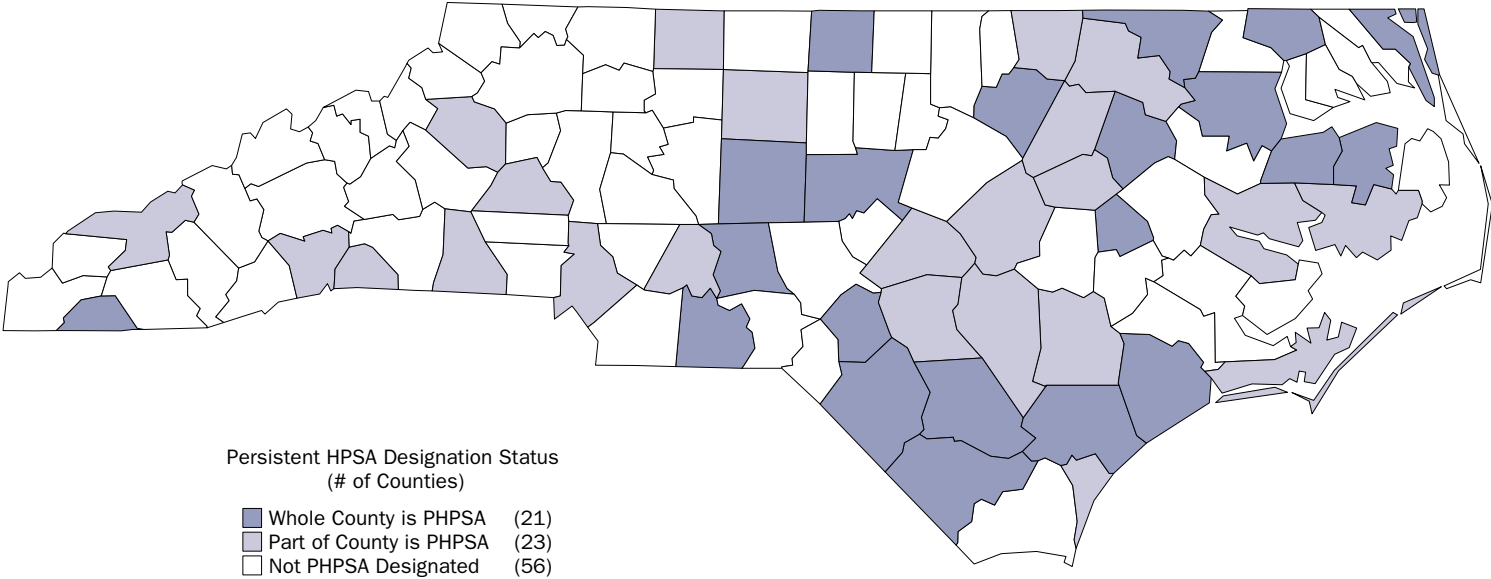 Persistent HPSA Designation Status
(# of Counties)
Whole County is PHPSA (21)
Part of County is PHPSA (23)
Not PHPSA Designated (56)